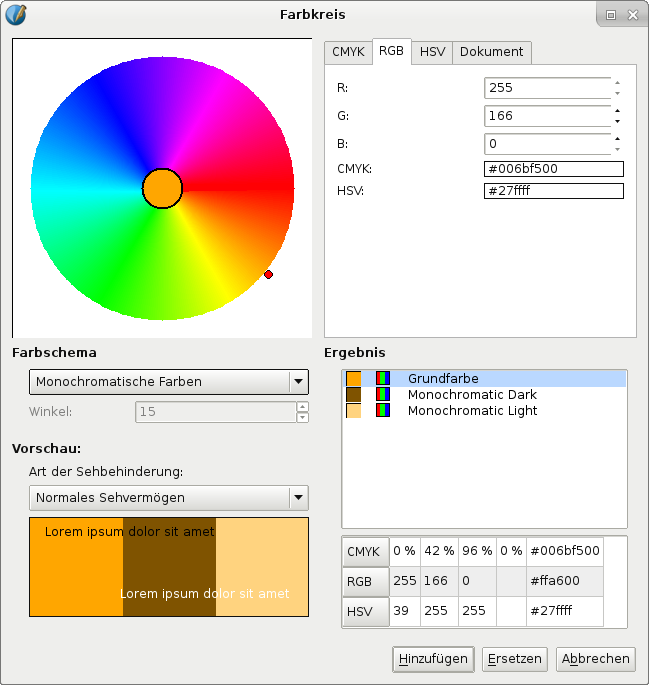 Farbkreis
CMYK RGB HSV Dokument
R: 255
G: 166
B: 0
CMYK: #006bf500
HSV: #27ffff
Farbschema
Monochromatische Farben
Winkel: 15
Vorschau:
Art der Sehbehinderung:
Normales Sehvermögen
Lorem ipsum dolor sit amet
Lorem ipsum dolor sit amet
Ergebnis
Grundfarbe
Monochromatic Dark
Monochromatic Light
CMYK 0 % 42 % 96 % 0 % #006bf500
RGB 255 166 0 #ffa600
HSV 39 255 255 #27ffff
Hinzufügen Ersetzen Abbrechen